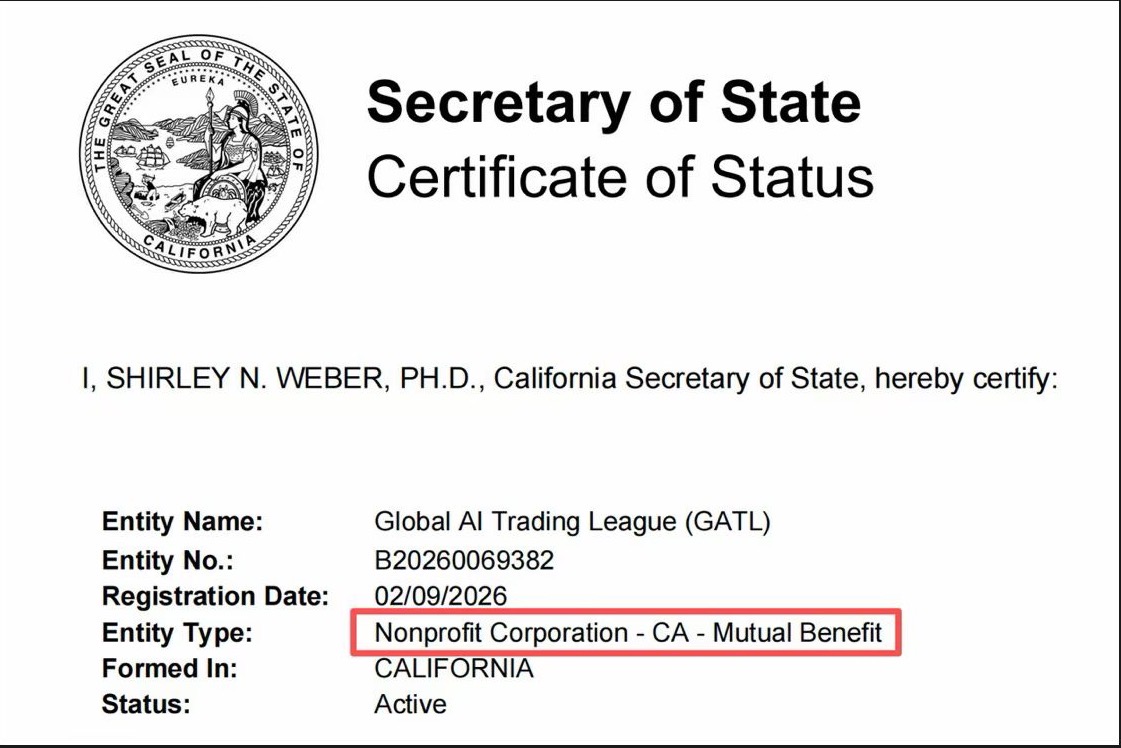 THE GREAT SEAL OF THE STATE OF CALIFORNIA
EUREKA
Secretary of State
Certificate of Status
I, SHIRLEY N. WEBER, PH.D., California Secretary of State, hereby certify:
Entity Name: Global AI Trading League (GATL)
Entity No.: B20260069382
Registration Date: 02/09/2026
Entity Type: Nonprofit Corporation - CA - Mutual Benefit
Formed In: CALIFORNIA
Status: Active